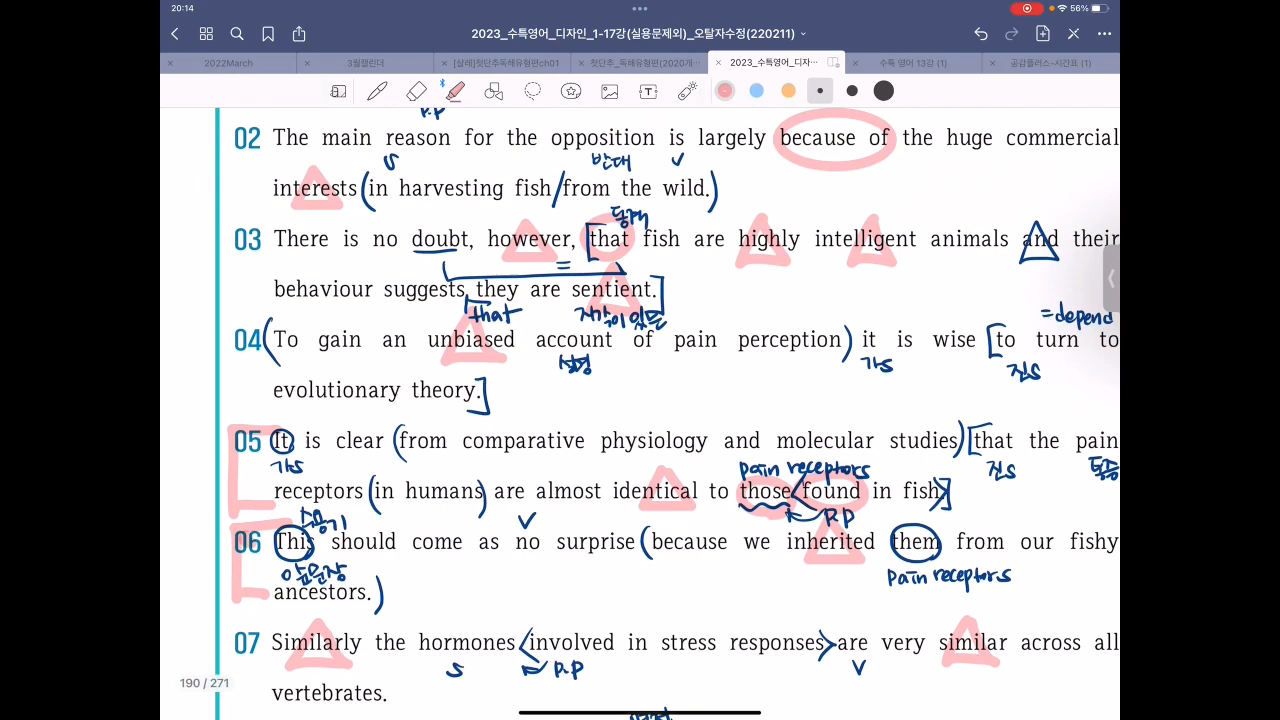 20:14
56%
2023_수특영어_디자인_1-17강(실용문제외)_오탈자수정(220211)
2022March
3월캘린더
[살레]첫단추독해유형편ch01
첫단추_독해유형편(2020개…
2023_수특영어_디자…
수특 영어 13강 (1)
공감플러스-시간표 (1)
P.P
02 The main reason for the opposition is largely because of the huge commercial
S 반대 V
interests (in harvesting fish / from the wild.)
동격
03 There is no doubt, however, [that fish are highly intelligent animals and their
=
behaviour suggests they are sentient.]
[that 지각이 있는 = depend
04 (To gain an unbiased account of pain perception) it is wise [to turn to
설명 가S 진S
evolutionary theory.]
05 It is clear (from comparative physiology and molecular studies) [that the pain
가S pain receptors 진S 통증
receptors (in humans) are almost identical to those <found in fish>]
수용기 V P.P
06 This should come as no surprise (because we inherited them from our fishy
앞문장 pain receptors
ancestors.)
07 Similarly the hormones <involved in stress responses> are very similar across all
S P.P V
vertebrates.
190 / 271